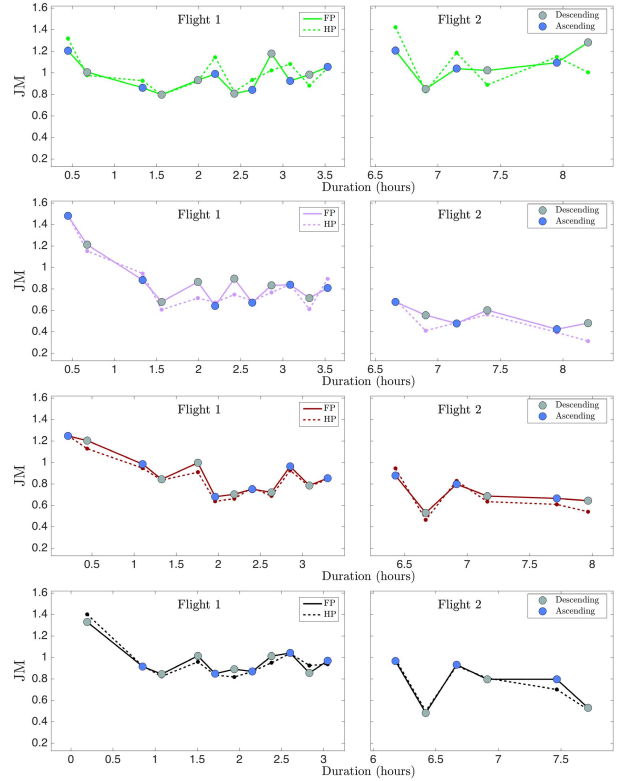 Flight 1
FP
HP
Flight 2
Descending
Ascending
JM
1.6
1.4
1.2
1
0.8
0.6
0.4
0.2
0.5 1 1.5 2 2.5 3 3.5
6.5 7 7.5 8
Duration (hours)
Duration (hours)
Flight 1
FP
HP
Flight 2
Descending
Ascending
JM
1.6
1.4
1.2
1
0.8
0.6
0.4
0.2
0.5 1 1.5 2 2.5 3 3.5
6.5 7 7.5 8
Duration (hours)
Duration (hours)
Flight 1
FP
HP
Flight 2
Descending
Ascending
JM
1.6
1.4
1.2
1
0.8
0.6
0.4
0.2
0.5 1 1.5 2 2.5 3
6.5 7 7.5 8
Duration (hours)
Duration (hours)
Flight 1
FP
HP
Flight 2
Descending
Ascending
JM
1.6
1.4
1.2
1
0.8
0.6
0.4
0.2
0 0.5 1 1.5 2 2.5 3
6 6.5 7 7.5
Duration (hours)
Duration (hours)